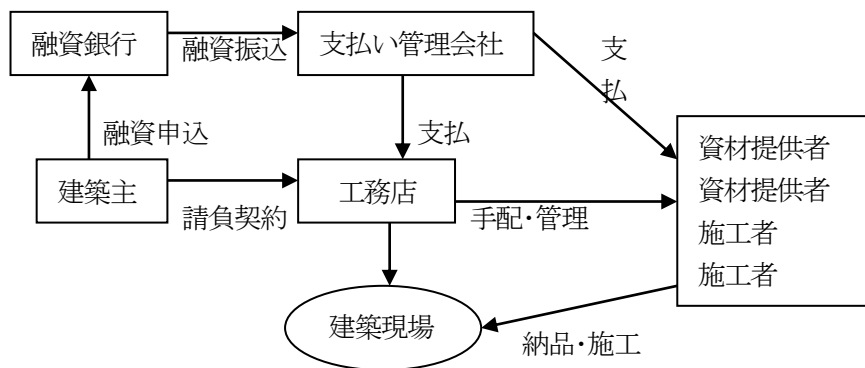 融資銀行
融資振込
支払い管理会社
支
払
融資申込
支払
資材提供者
資材提供者
施工者
施工者
建築主
請負契約
工務店
手配・管理
建築現場
納品・施工